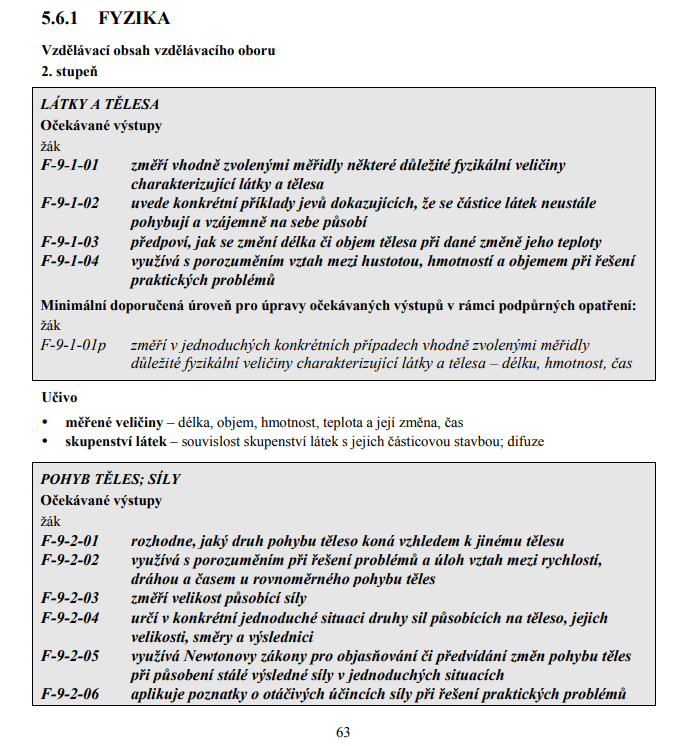 5.6.1 FYZIKA
Vzdělávací obsah vzdělávacího oboru
2. stupeň
LÁTKY A TĚLESA
Očekávané výstupy
žák
F-9-1-01 změří vhodně zvolenými měřidly některé důležité fyzikální veličiny
charakterizující látky a tělesa
F-9-1-02 uvede konkrétní příklady jevů dokazujících, že se částice látek neustále
pohybují a vzájemně na sebe působí
F-9-1-03 předpoví, jak se změní délka či objem tělesa při dané změně jeho teploty
F-9-1-04 využívá s porozuměním vztah mezi hustotou, hmotností a objemem při řešení
praktických problémů
Minimální doporučená úroveň pro úpravy očekávaných výstupů v rámci podpůrných opatření:
žák
F-9-1-01p změří v jednoduchých konkrétních případech vhodně zvolenými měřidly
důležité fyzikální veličiny charakterizující látky a tělesa – délku, hmotnost, čas
Učivo
• měřené veličiny – délka, objem, hmotnost, teplota a její změna, čas
• skupenství látek – souvislost skupenství látek s jejich částicovou stavbou; difuze
POHYB TĚLES; SÍLY
Očekávané výstupy
žák
F-9-2-01 rozhodne, jaký druh pohybu těleso koná vzhledem k jinému tělesu
F-9-2-02 využívá s porozuměním při řešení problémů a úloh vztah mezi rychlostí,
dráhou a časem u rovnoměrného pohybu těles
F-9-2-03 změří velikost působící síly
F-9-2-04 určí v konkrétní jednoduché situaci druhy sil působících na těleso, jejich
velikosti, směry a výslednici
F-9-2-05 využívá Newtonovy zákony pro objasňování či předvídání změn pohybu těles
při působení stálé výsledné síly v jednoduchých situacích
F-9-2-06 aplikuje poznatky o otáčivých účincích síly při řešení praktických problémů
63